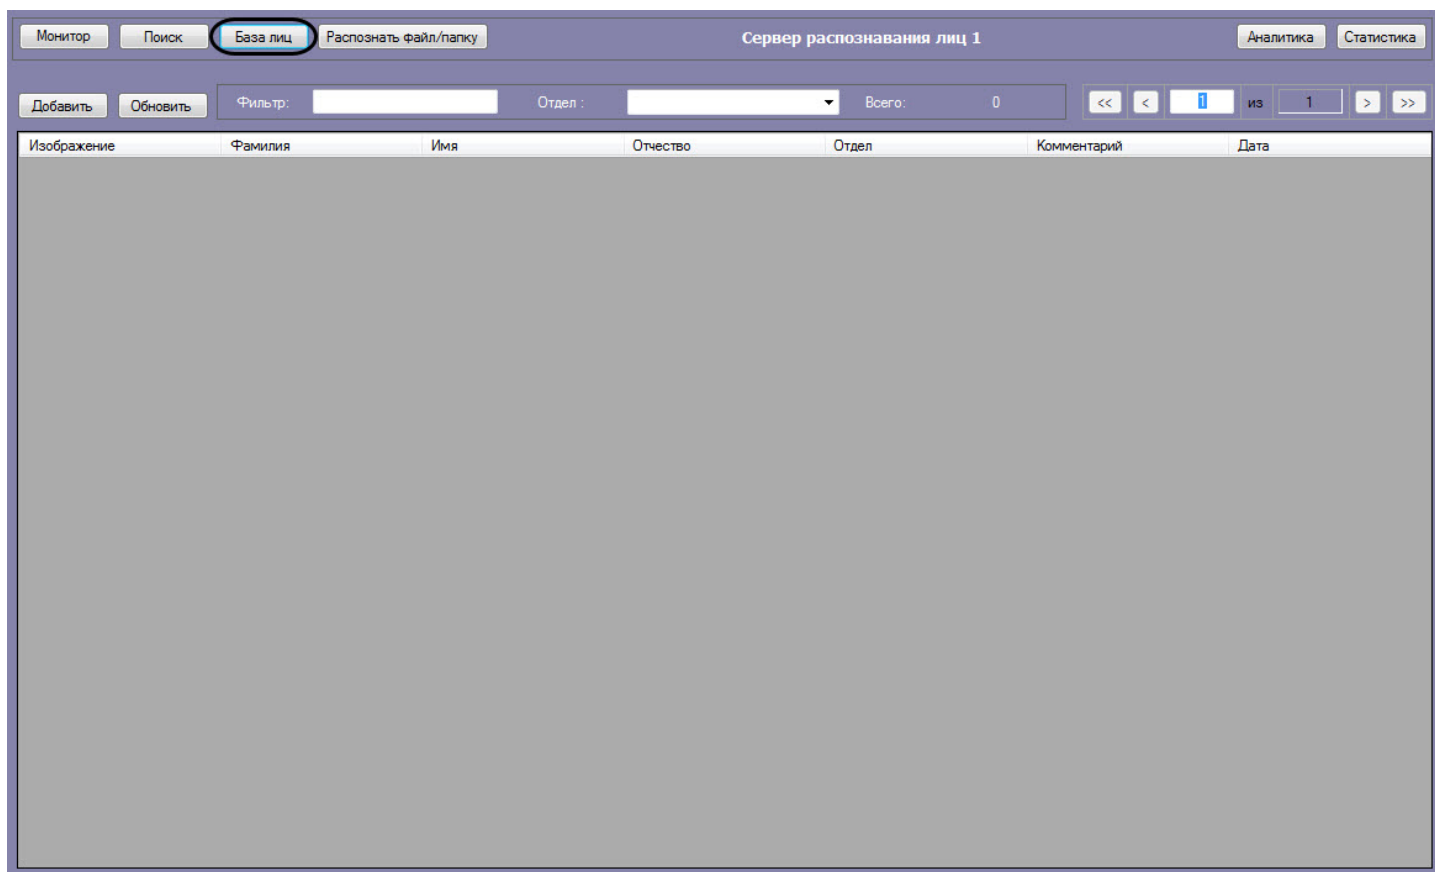 Монитор Поиск База лиц Распознать файл/папку Сервер распознавания лиц 1 Аналитика Статистика
Добавить Обновить Фильтр: Отдел : Всего: 0 << < 1 из 1 > >>
Изображение Фамилия Имя Отчество Отдел Комментарий Дата